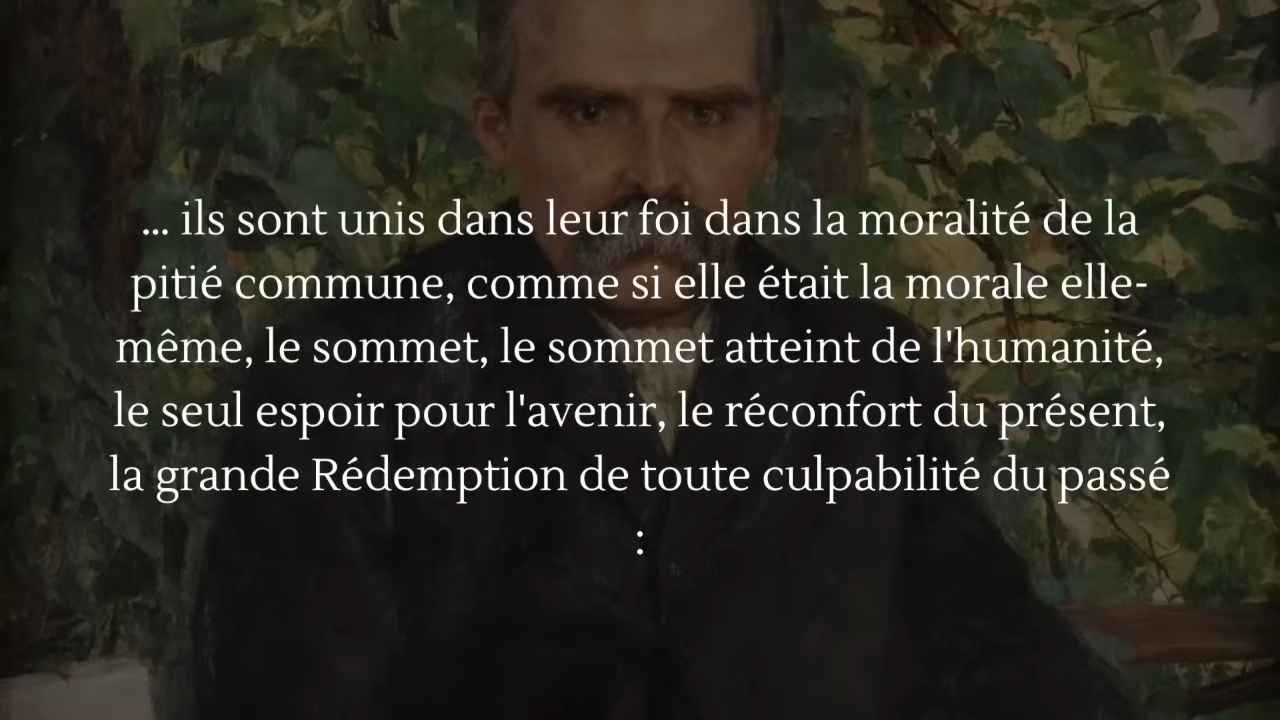 ... ils sont unis dans leur foi dans la moralité de la
pitié commune, comme si elle était la morale elle-
même, le sommet, le sommet atteint de l'humanité,
le seul espoir pour l'avenir, le réconfort du présent,
la grande Rédemption de toute culpabilité du passé
: